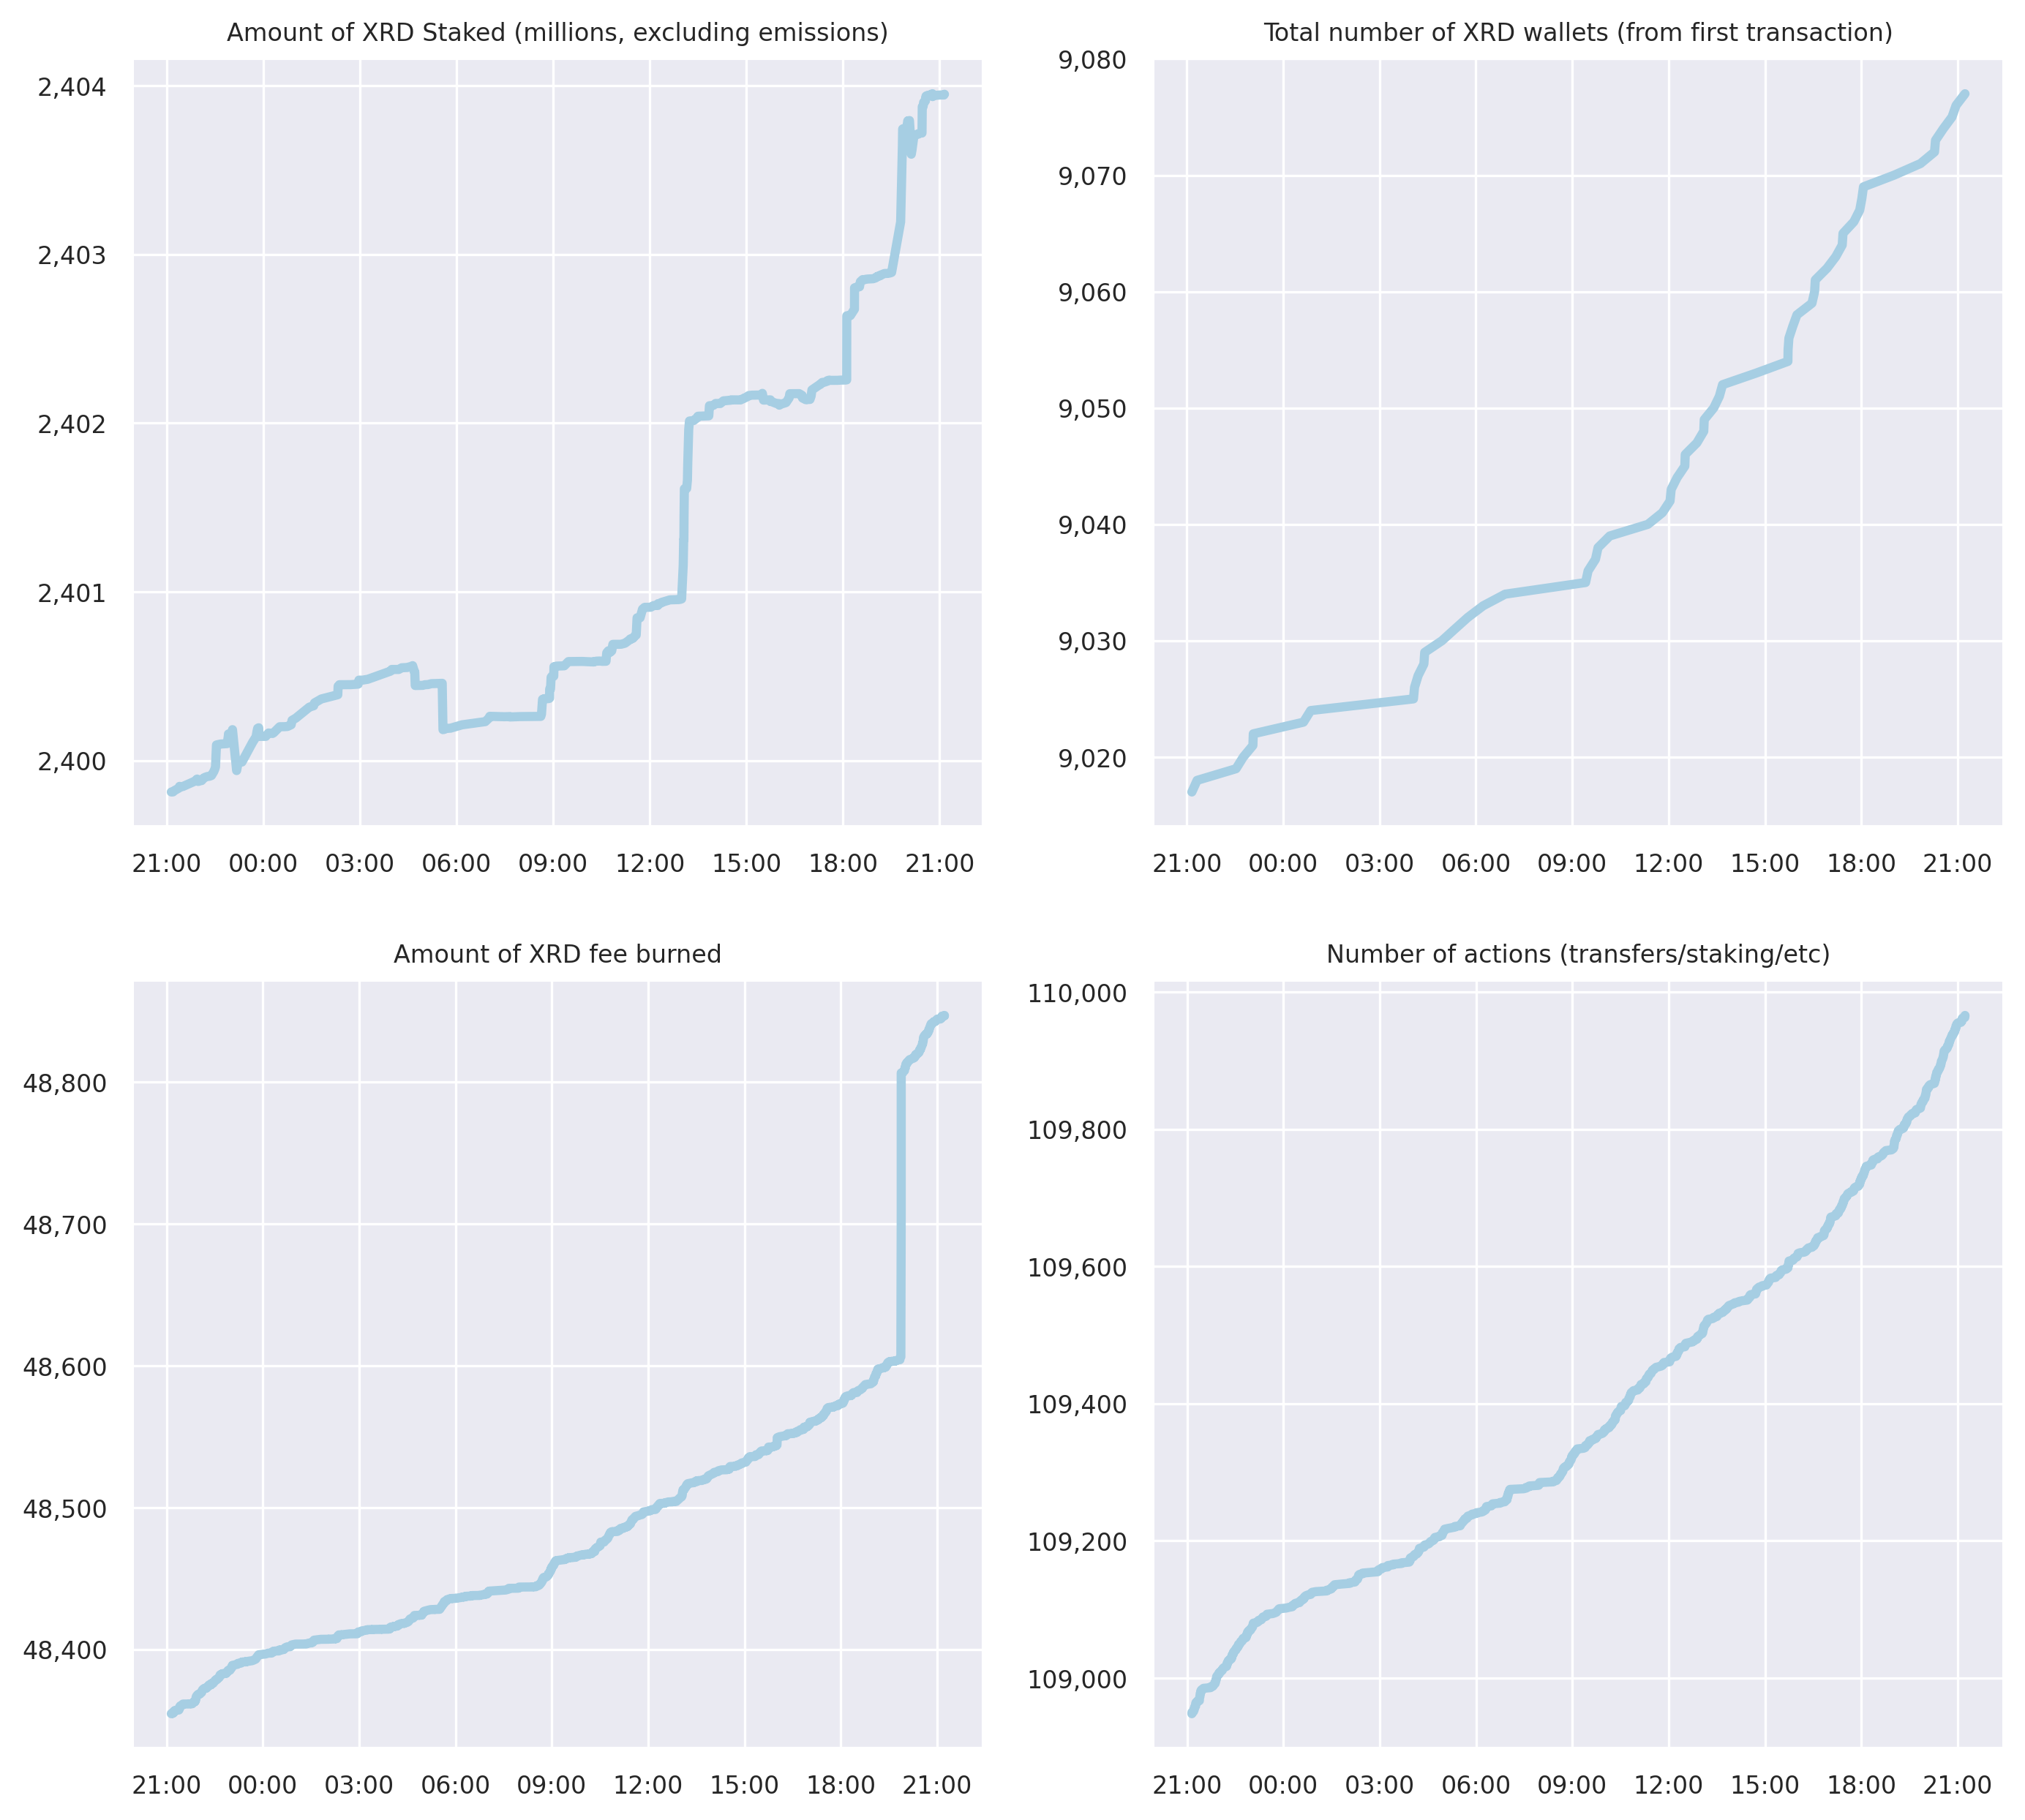 Amount of XRD Staked (millions, excluding emissions)
2,404
2,403
2,402
2,401
2,400
21:00 00:00 03:00 06:00 09:00 12:00 15:00 18:00 21:00
Total number of XRD wallets (from first transaction)
9,080
9,070
9,060
9,050
9,040
9,030
9,020
21:00 00:00 03:00 06:00 09:00 12:00 15:00 18:00 21:00
Amount of XRD fee burned
48,800
48,700
48,600
48,500
48,400
21:00 00:00 03:00 06:00 09:00 12:00 15:00 18:00 21:00
Number of actions (transfers/staking/etc)
110,000
109,800
109,600
109,400
109,200
109,000
21:00 00:00 03:00 06:00 09:00 12:00 15:00 18:00 21:00